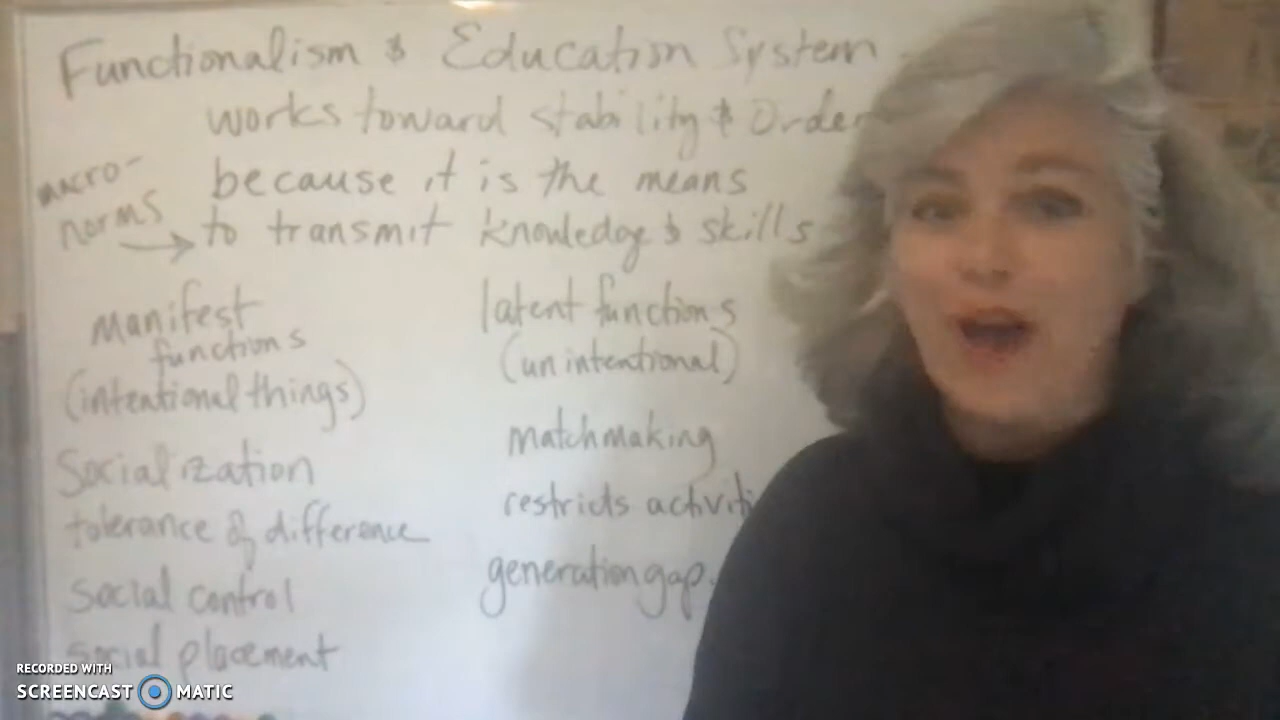 Functionalism & Education System
works toward stability & Order
because it is the means
macro-
norms → to transmit knowledge & skills
manifest
functions
(intentional things)
latent functions
(unintentional)
Socialization
tolerance of difference
social control
social placement
matchmaking
restricts activiti
generation gap.
RECORDED WITH
SCREENCAST MATIC